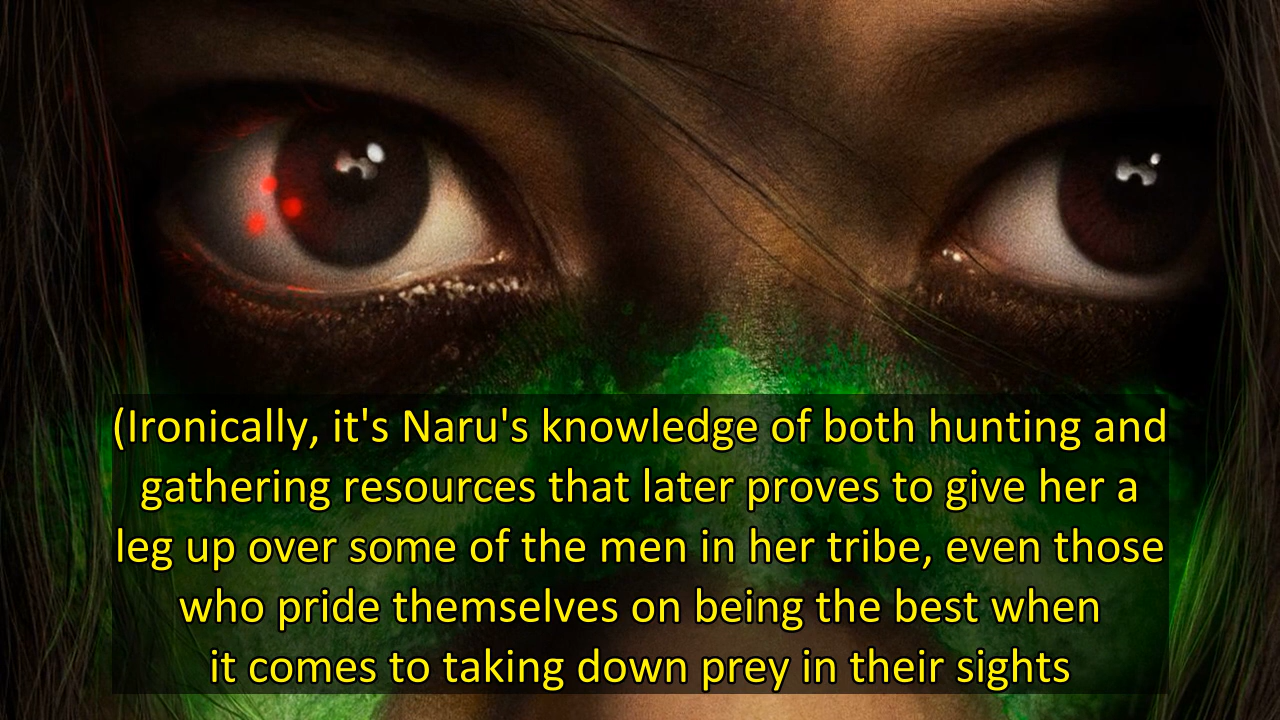 (Ironically, it's Naru's knowledge of both hunting and
gathering resources that later proves to give her a
leg up over some of the men in her tribe, even those
who pride themselves on being the best when
it comes to taking down prey in their sights